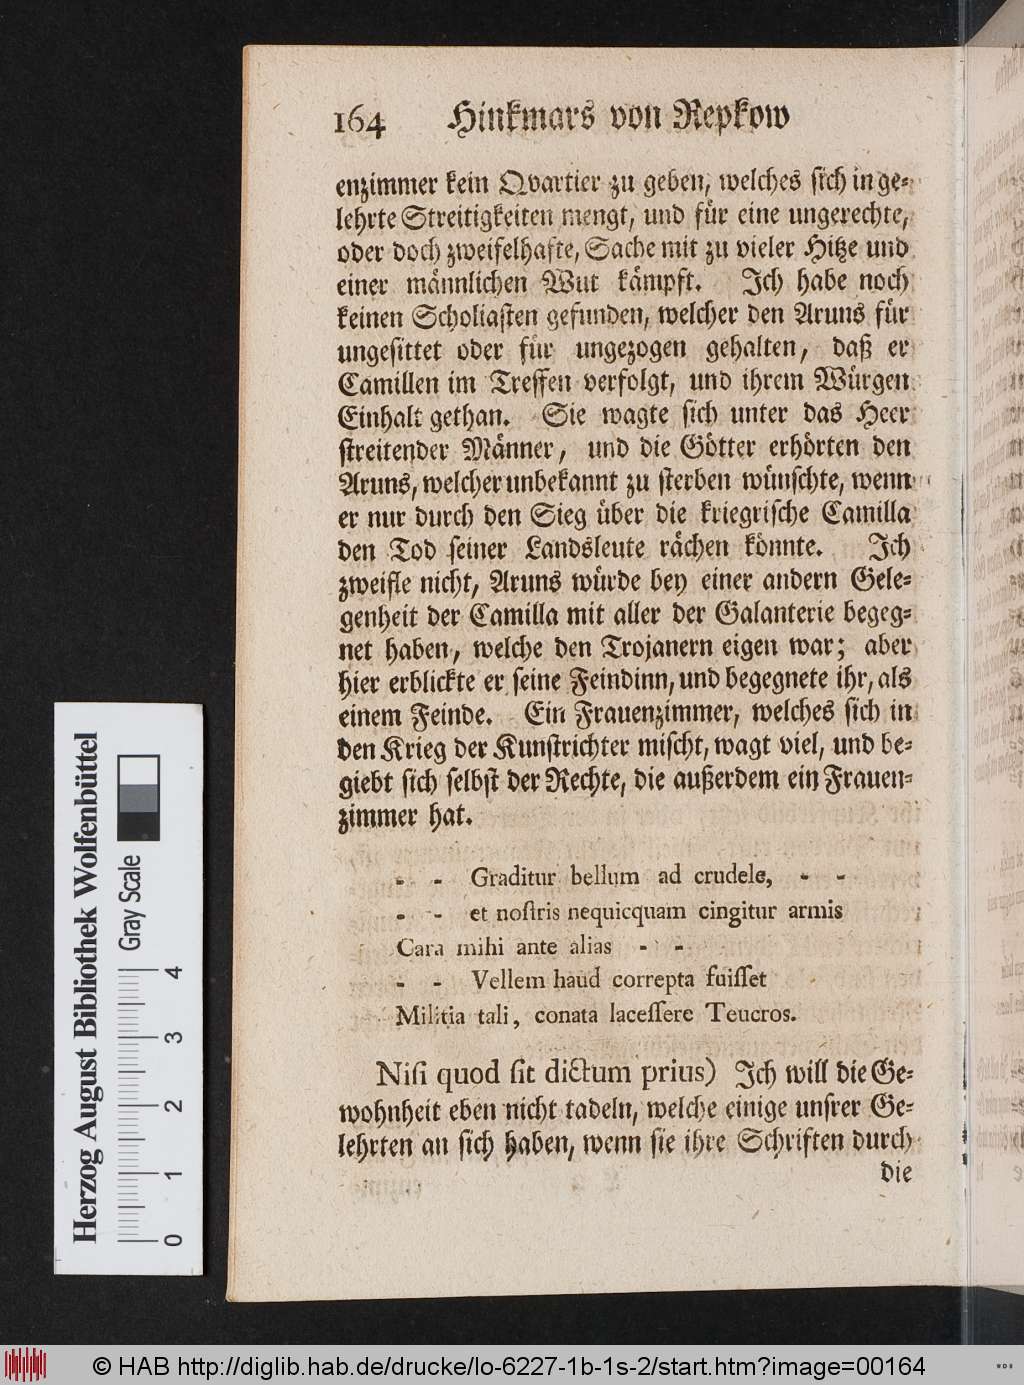 164 Hinkmars von Repkow
enzimmer kein Qvartier zu geben, welches sich in ge-
lehrte Streitigkeiten mengt, und für eine ungerechte,
oder doch zweifelhafte, Sache mit zu vieler Hitze und
einer männlichen Wut kämpft. Ich habe noch
keinen Scholiasten gefunden, welcher den Aruns für
ungesittet oder für ungezogen gehalten, daß er
Camillen im Treffen verfolgt, und ihrem Würgen
Einhalt gethan. Sie wagte sich unter das Heer
streitender Männer, und die Götter erhörten den
Aruns, welcher unbekannt zu sterben wünschte, wenn
er nur durch den Sieg über die kriegrische Camilla
den Tod seiner Landsleute rächen könnte. Ich
zweifle nicht, Aruns würde bey einer andern Gele-
genheit der Camilla mit aller der Galanterie begeg-
net haben, welche den Trojanern eigen war; aber
hier erblickte er seine Feindinn, und begegnete ihr, als
einem Feinde. Ein Frauenzimmer, welches sich in
den Krieg der Kunstrichter mischt, wagt viel, und be-
giebt sich selbst der Rechte, die außerdem ein Frauen-
zimmer hat.
- - Graditur bellum ad crudele, - -
- - et noſtris nequicquam cingitur armis
Cara mihi ante alias - -
- - Vellem haud correpta fuiſſet
Militia tali, conata laceſſere Teucros.
Niſi quod ſit dictum prius) Ich will die Ge-
wohnheit eben nicht tadeln, welche einige unsrer Ge-
lehrten an sich haben, wenn sie ihre Schriften durch
die
Herzog August Bibliothek Wolfenbüttel
Gray Scale
0 1 2 3 4
© HAB http://diglib.hab.de/drucke/lo-6227-1b-1s-2/start.htm?image=00164